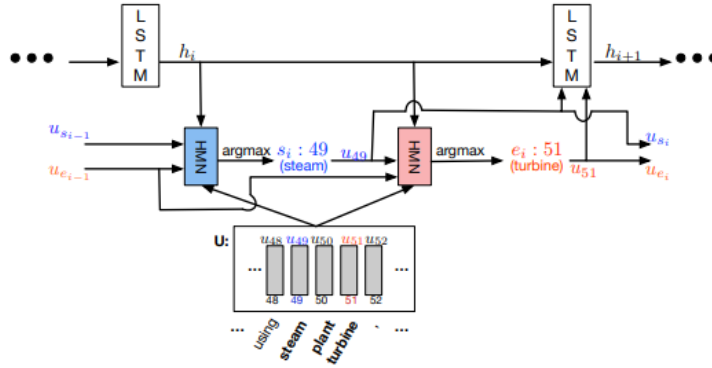 LSTM
h_i
LSTM
h_{i+1}
u_{s_{i-1}}
u_{e_{i-1}}
HMN
argmax
s_i : 49
(steam)
u_{49}
HMN
argmax
e_i : 51
(turbine)
u_{51}
u_{s_i}
u_{e_i}
U:
u_{48} u_{49} u_{50} u_{51} u_{52}
... ...
48 49 50 51 52
... using steam plant turbine , ...